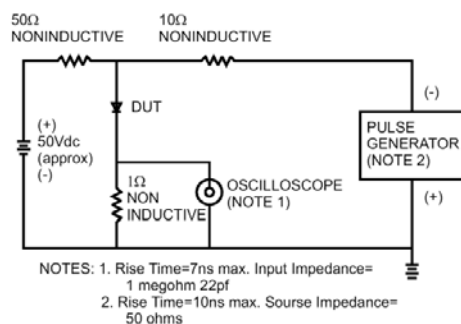 50Ω
NONINDUCTIVE
10Ω
NONINDUCTIVE
(+)
50Vdc
(approx)
(-)
DUT
1Ω
NON
INDUCTIVE
OSCILLOSCOPE
(NOTE 1)
(-)
PULSE
GENERATOR
(NOTE 2)
(+)
NOTES: 1. Rise Time=7ns max. Input Impedance=
1 megohm 22pf
2. Rise Time=10ns max. Sourse Impedance=
50 ohms